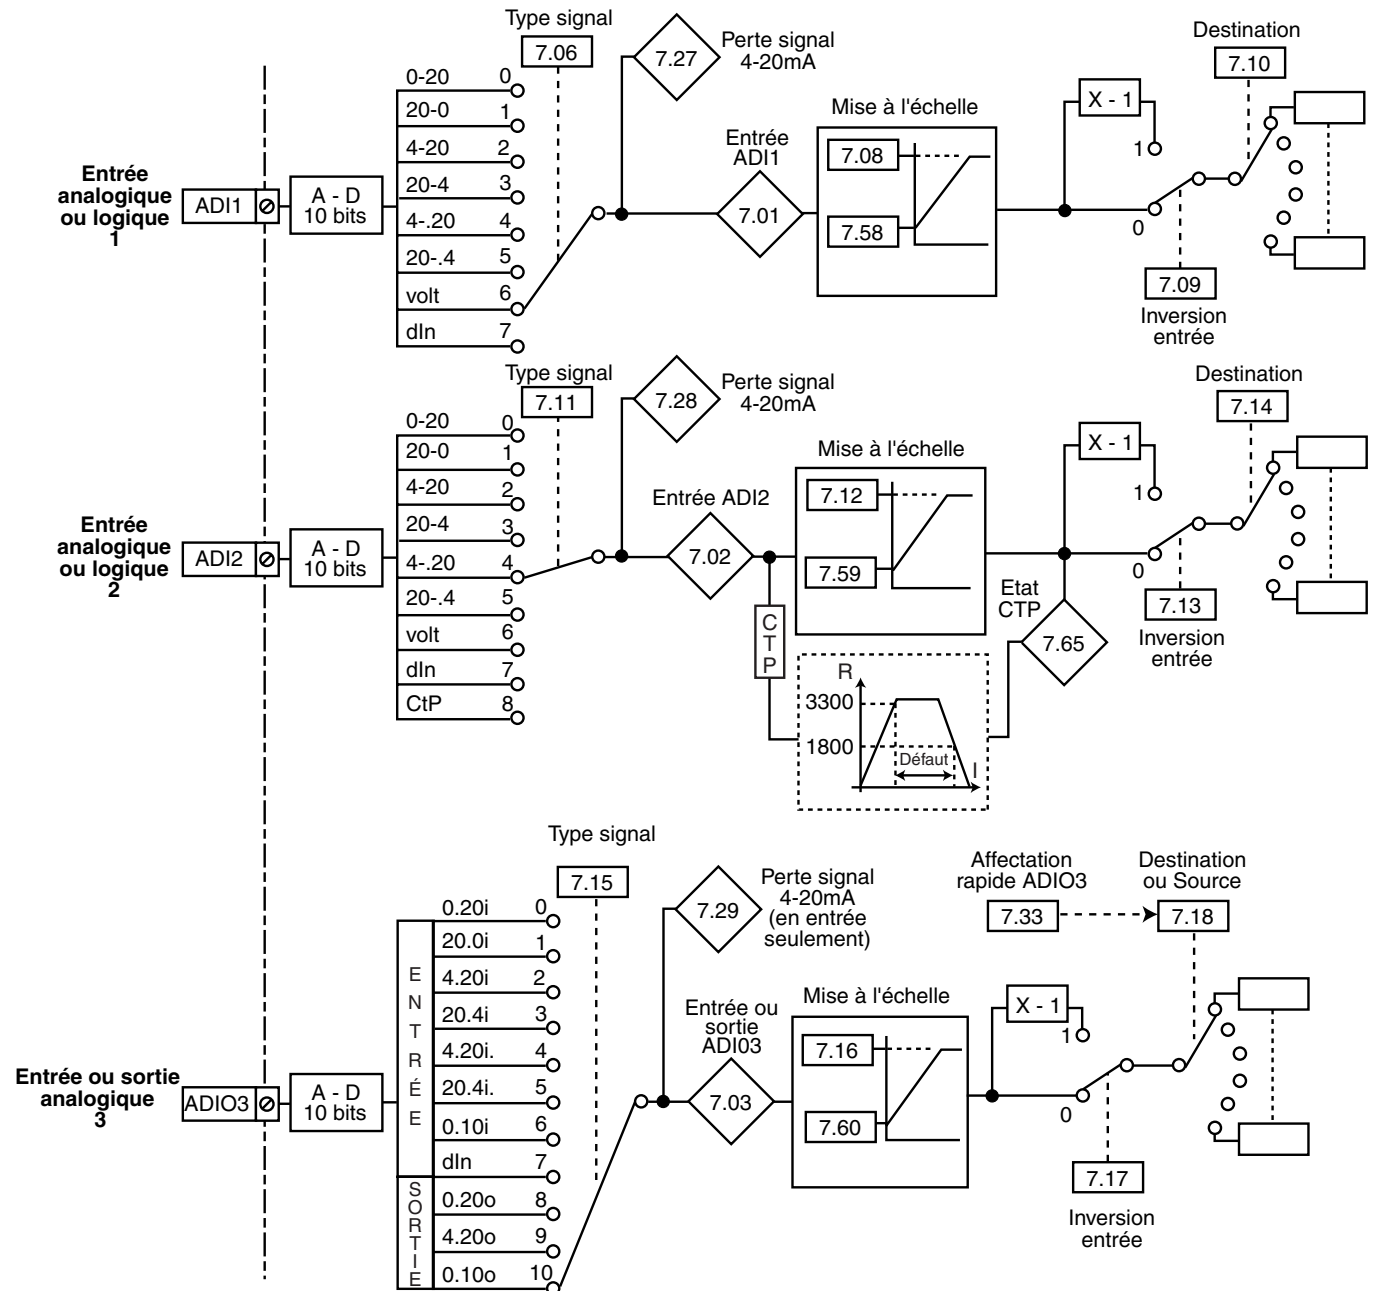 Type signal
7.06
7.27
Perte signal
4-20mA
Destination
7.10
0-20 0
20-0 1
4-20 2
20-4 3
4-.20 4
20-.4 5
volt 6
dIn 7
Entrée
analogique
ou logique
1
ADI1
A - D
10 bits
Entrée
ADI1
7.01
Mise à l'échelle
7.08
7.58
X - 1
1
0
7.09
Inversion
entrée
Type signal
7.11
7.28
Perte signal
4-20mA
Destination
7.14
0-20 0
20-0 1
4-20 2
20-4 3
4-.20 4
20-.4 5
volt 6
dIn 7
CtP 8
Entrée
analogique
ou logique
2
ADI2
A - D
10 bits
Entrée ADI2
7.02
CTP
Mise à l'échelle
7.12
7.59
R
3300
1800
Défaut
I
Etat
CTP
7.65
X - 1
1
0
7.13
Inversion
entrée
Type signal
7.15
7.29
Perte signal
4-20mA
(en entrée
seulement)
Affectation
rapide ADIO3
7.33
Destination
ou Source
7.18
ENTRÉE
0.20i 0
20.0i 1
4.20i 2
20.4i 3
4.20i. 4
20.4i. 5
0.10i 6
dIn 7
SORTIE
0.20o 8
4.20o 9
0.10o 10
Entrée ou sortie
analogique
3
ADIO3
A - D
10 bits
Entrée ou
sortie
ADI03
7.03
Mise à l'échelle
7.16
7.60
X - 1
1
0
7.17
Inversion
entrée